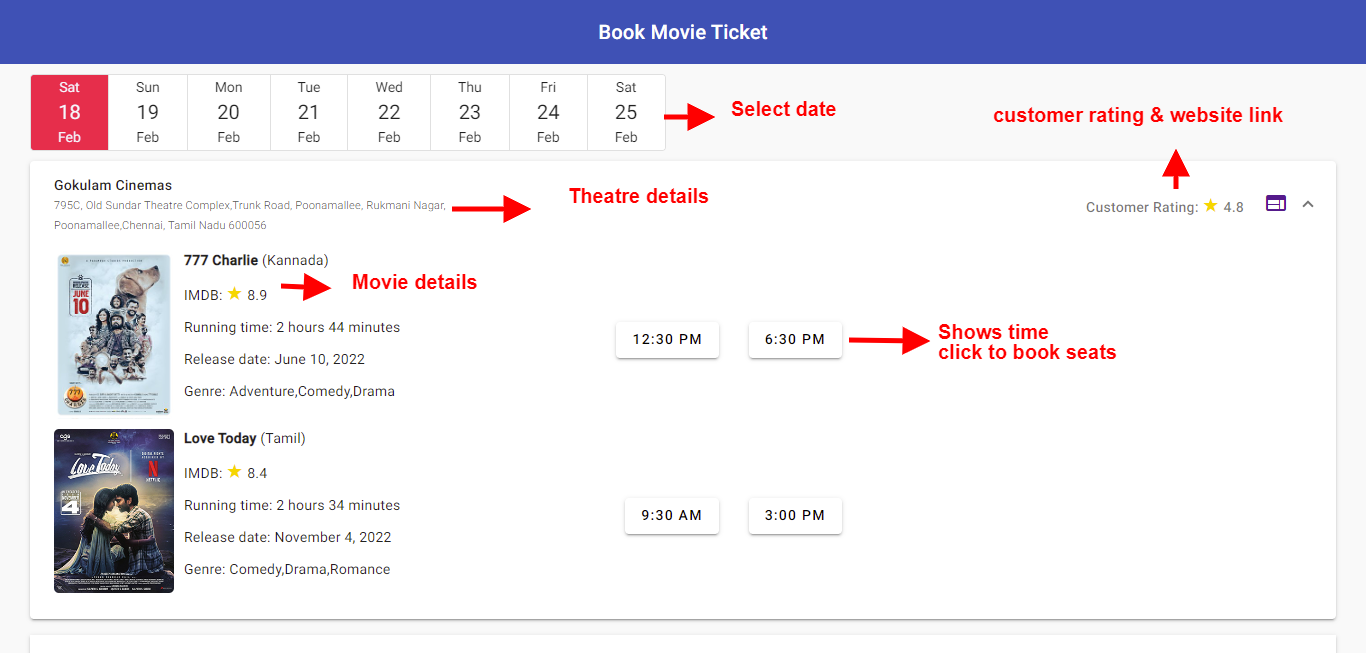 Book Movie Ticket
Sat Sun Mon Tue Wed Thu Fri Sat
18 19 20 21 22 23 24 25
Feb Feb Feb Feb Feb Feb Feb Feb
Select date
customer rating & website link
Gokulam Cinemas
795C, Old Sundar Theatre Complex,Trunk Road, Poonamallee, Rukmani Nagar,
Poonamallee,Chennai, Tamil Nadu 600056
Theatre details
Customer Rating: ★ 4.8
777 Charlie (Kannada)
IMDB: ★ 8.9
Movie details
Running time: 2 hours 44 minutes
Release date: June 10, 2022
Genre: Adventure,Comedy,Drama
12:30 PM 6:30 PM
Shows time
click to book seats
JUNE
10
777
Love Today (Tamil)
IMDB: ★ 8.4
Running time: 2 hours 34 minutes
Release date: November 4, 2022
Genre: Comedy,Drama,Romance
9:30 AM 3:00 PM
Love Today
N
NETFLIX
NOVEMBER
4